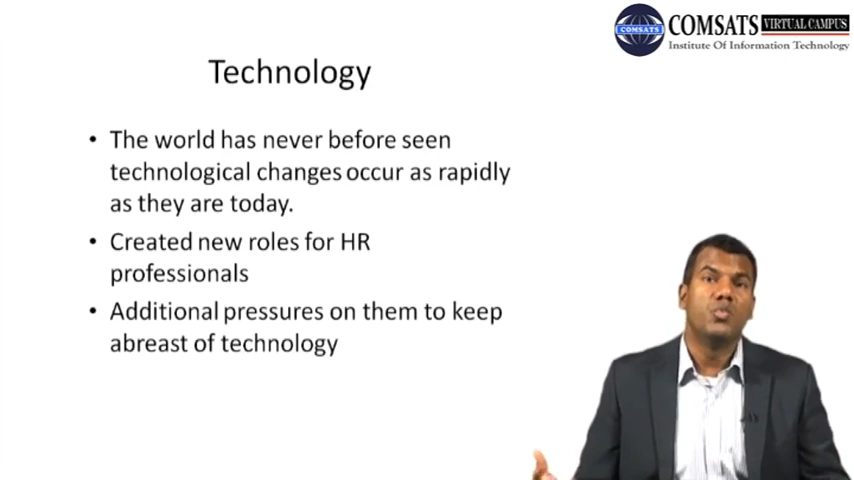 COMSATS VIRTUAL CAMPUS
COMSATS
Institute Of Information Technology
Technology
• The world has never before seen
technological changes occur as rapidly
as they are today.
• Created new roles for HR
professionals
• Additional pressures on them to keep
abreast of technology